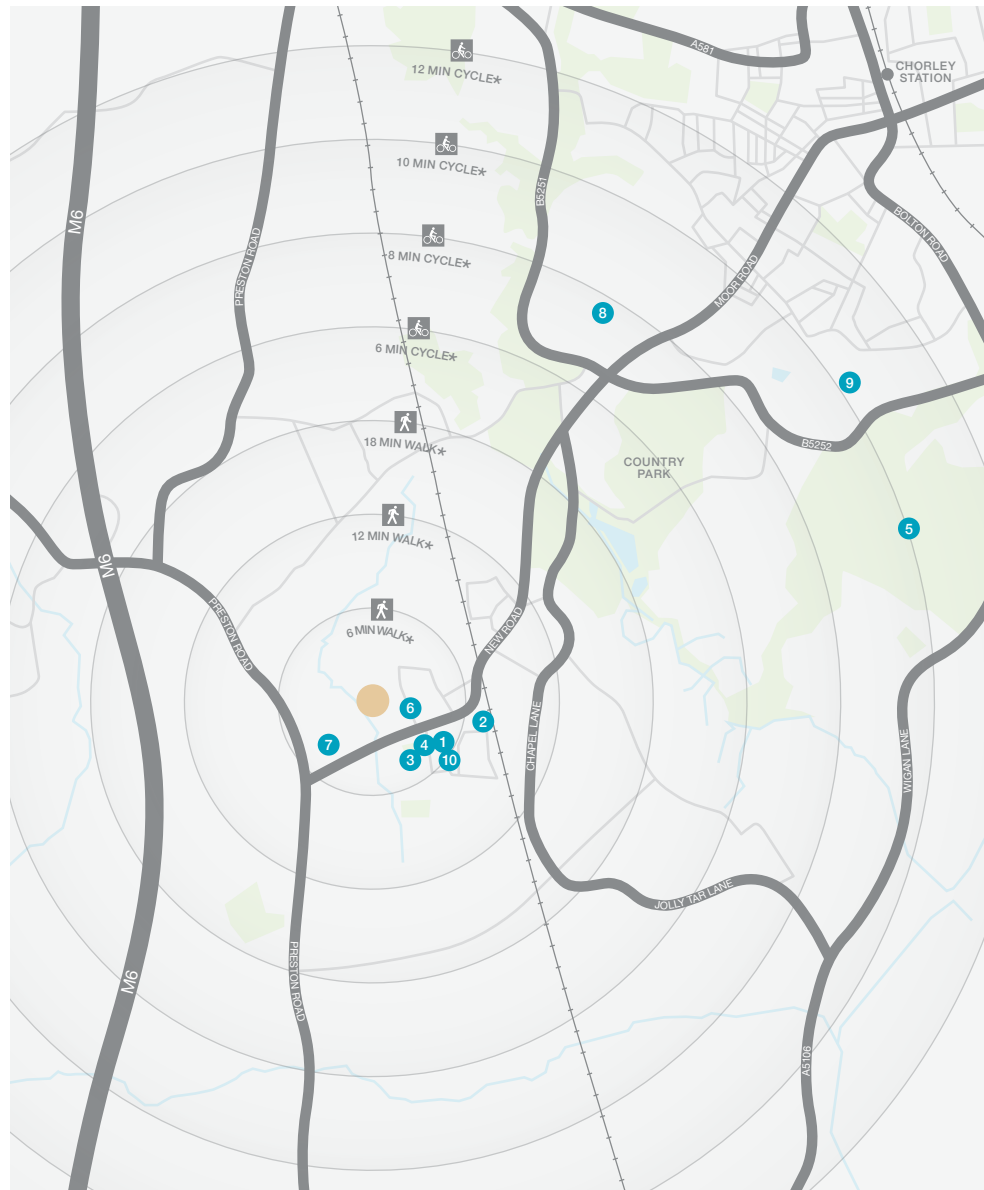 A581
CHORLEY
STATION
12 MIN CYCLE*
10 MIN CYCLE*
B5251
M6
BOLTON ROAD
PRESTON ROAD
8 MIN CYCLE*
MOOR ROAD
8
6 MIN CYCLE*
9
18 MIN WALK*
B5252
COUNTRY
PARK
5
12 MIN WALK*
M6
PRESTON ROAD
6 MIN WALK*
NEW ROAD
6
2
7
4
1
3
10
CHAPEL LANE
WIGAN LANE
JOLLY TAR LANE
PRESTON ROAD
M6
A5106